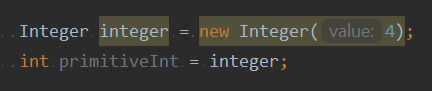 Integer integer = new Integer( value: 4);
int primitiveInt = integer;